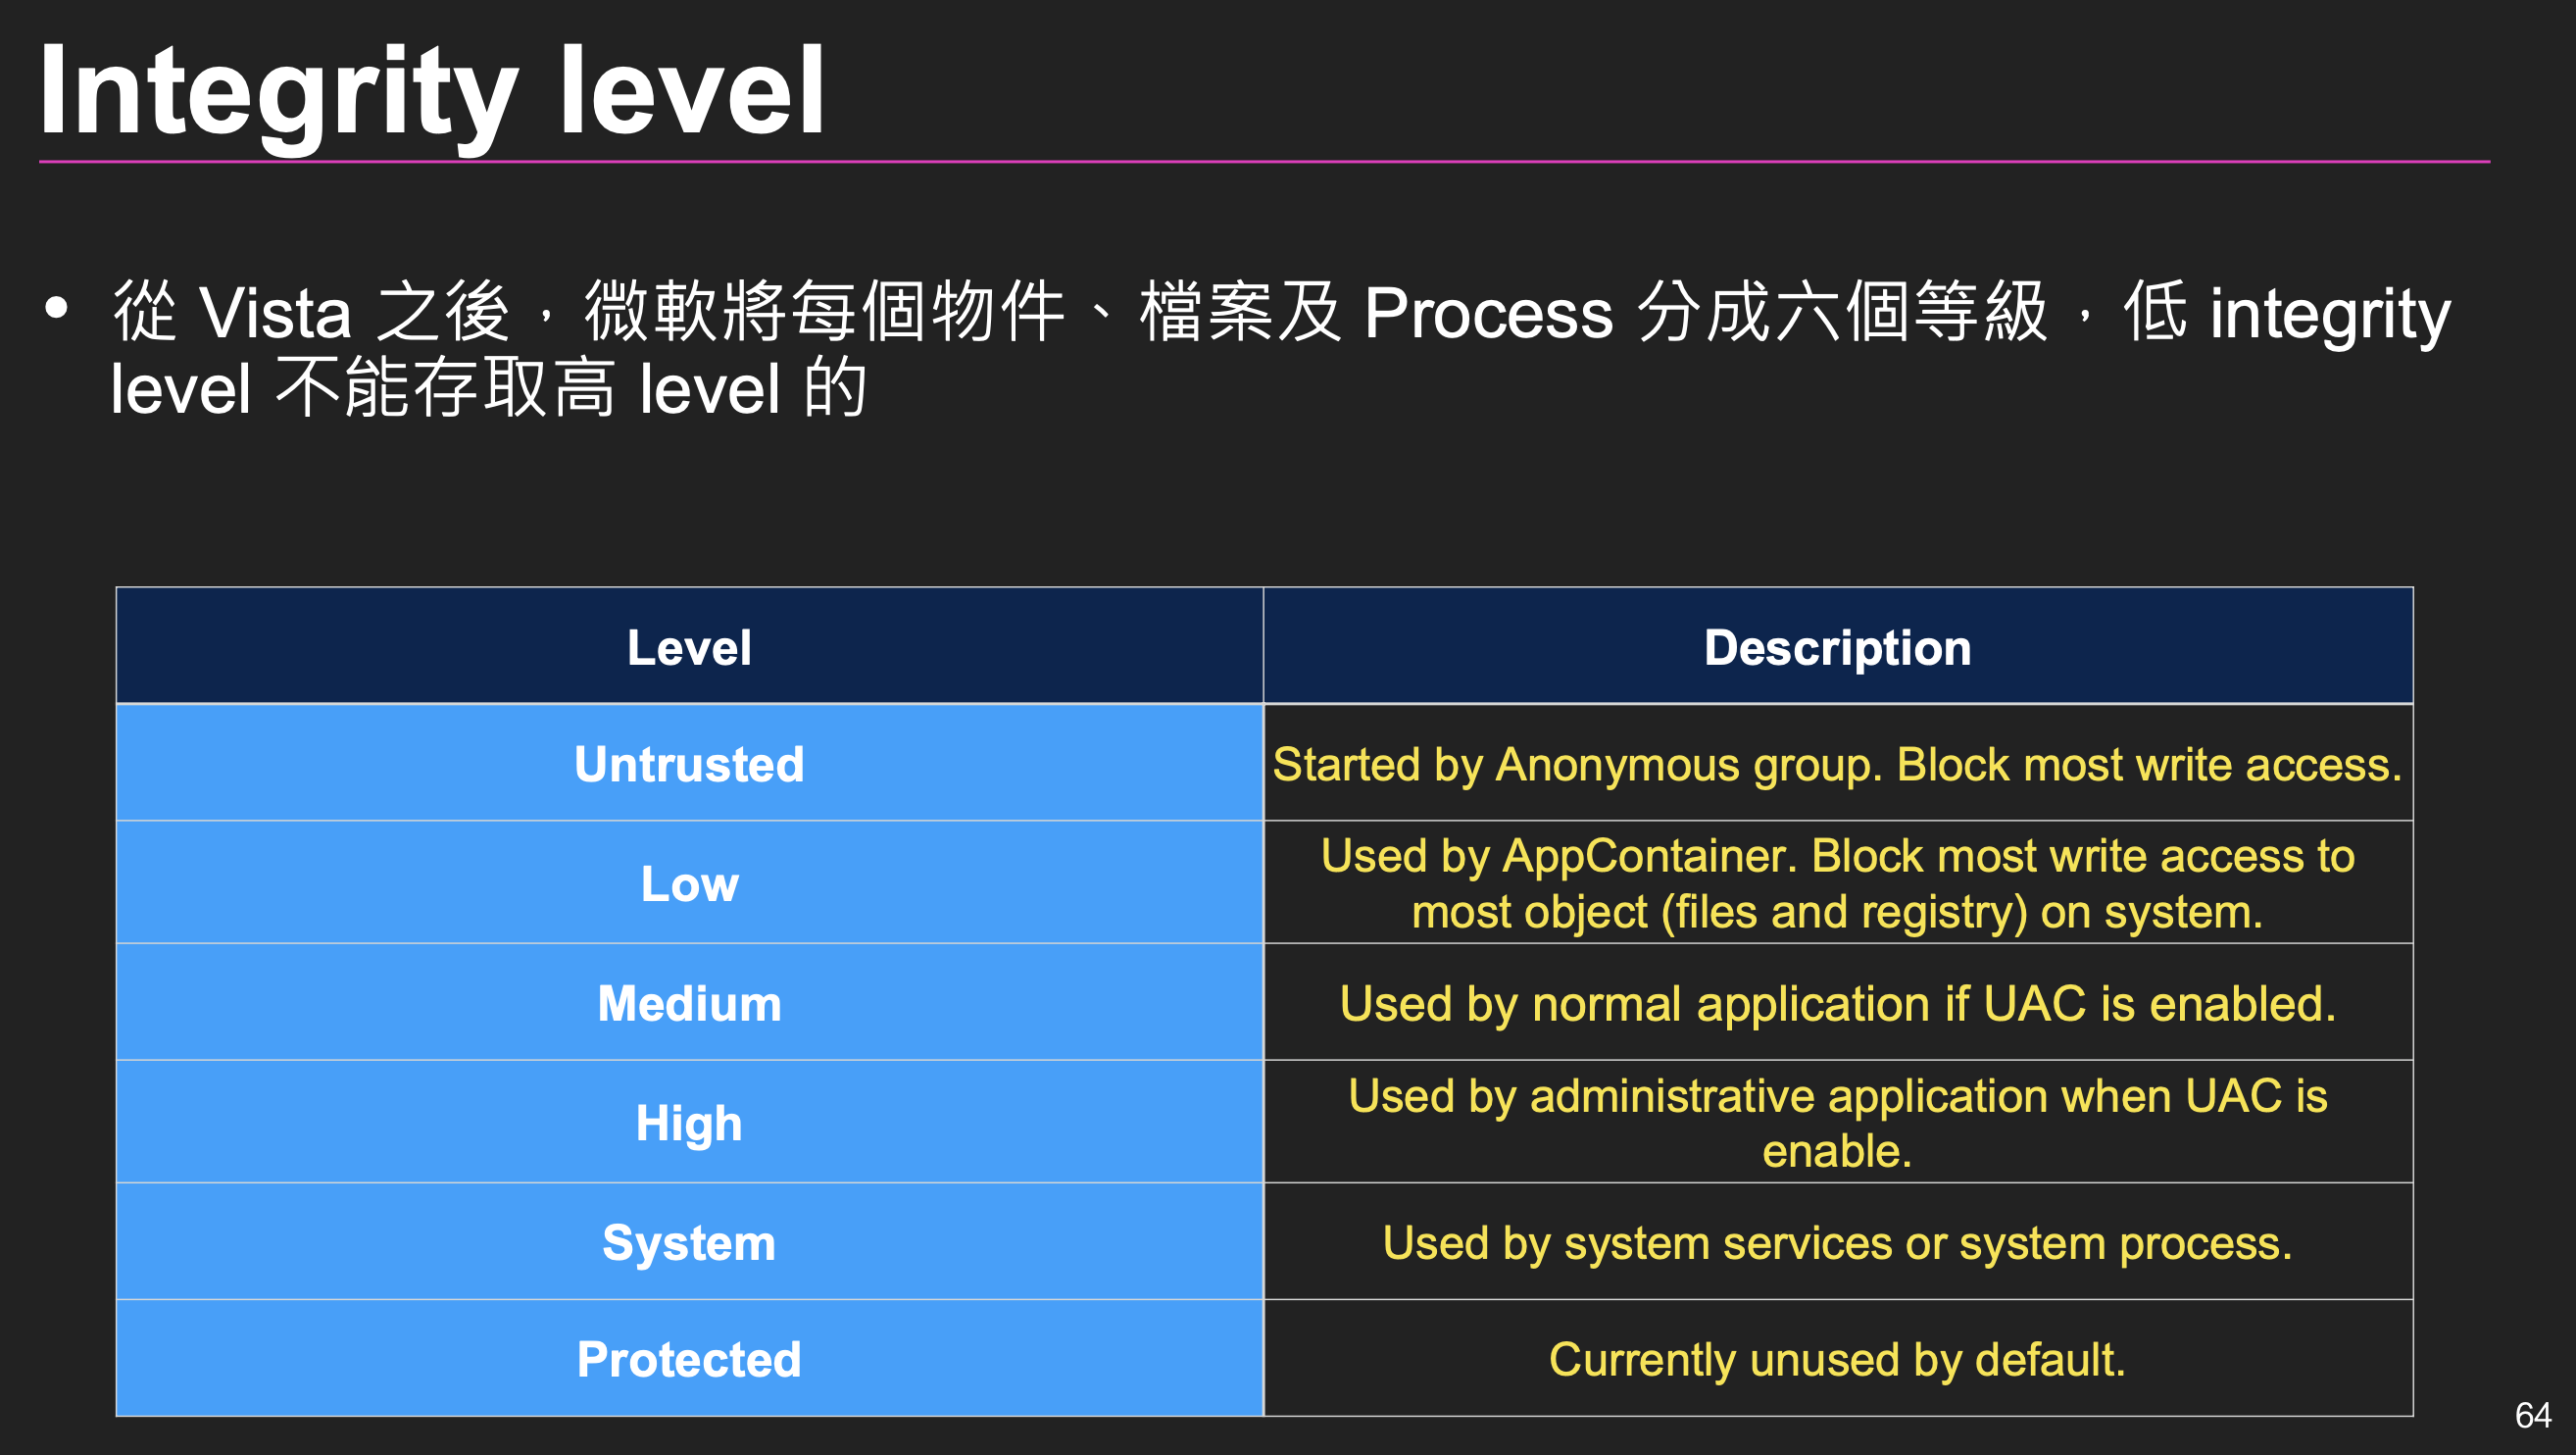 Integrity level
• 從 Vista 之後，微軟將每個物件、檔案及 Process 分成六個等級，低 integrity
level 不能存取高 level 的
Level Description
Untrusted Started by Anonymous group. Block most write access.
Low Used by AppContainer. Block most write access to
most object (files and registry) on system.
Medium Used by normal application if UAC is enabled.
High Used by administrative application when UAC is
enable.
System Used by system services or system process.
Protected Currently unused by default.
64